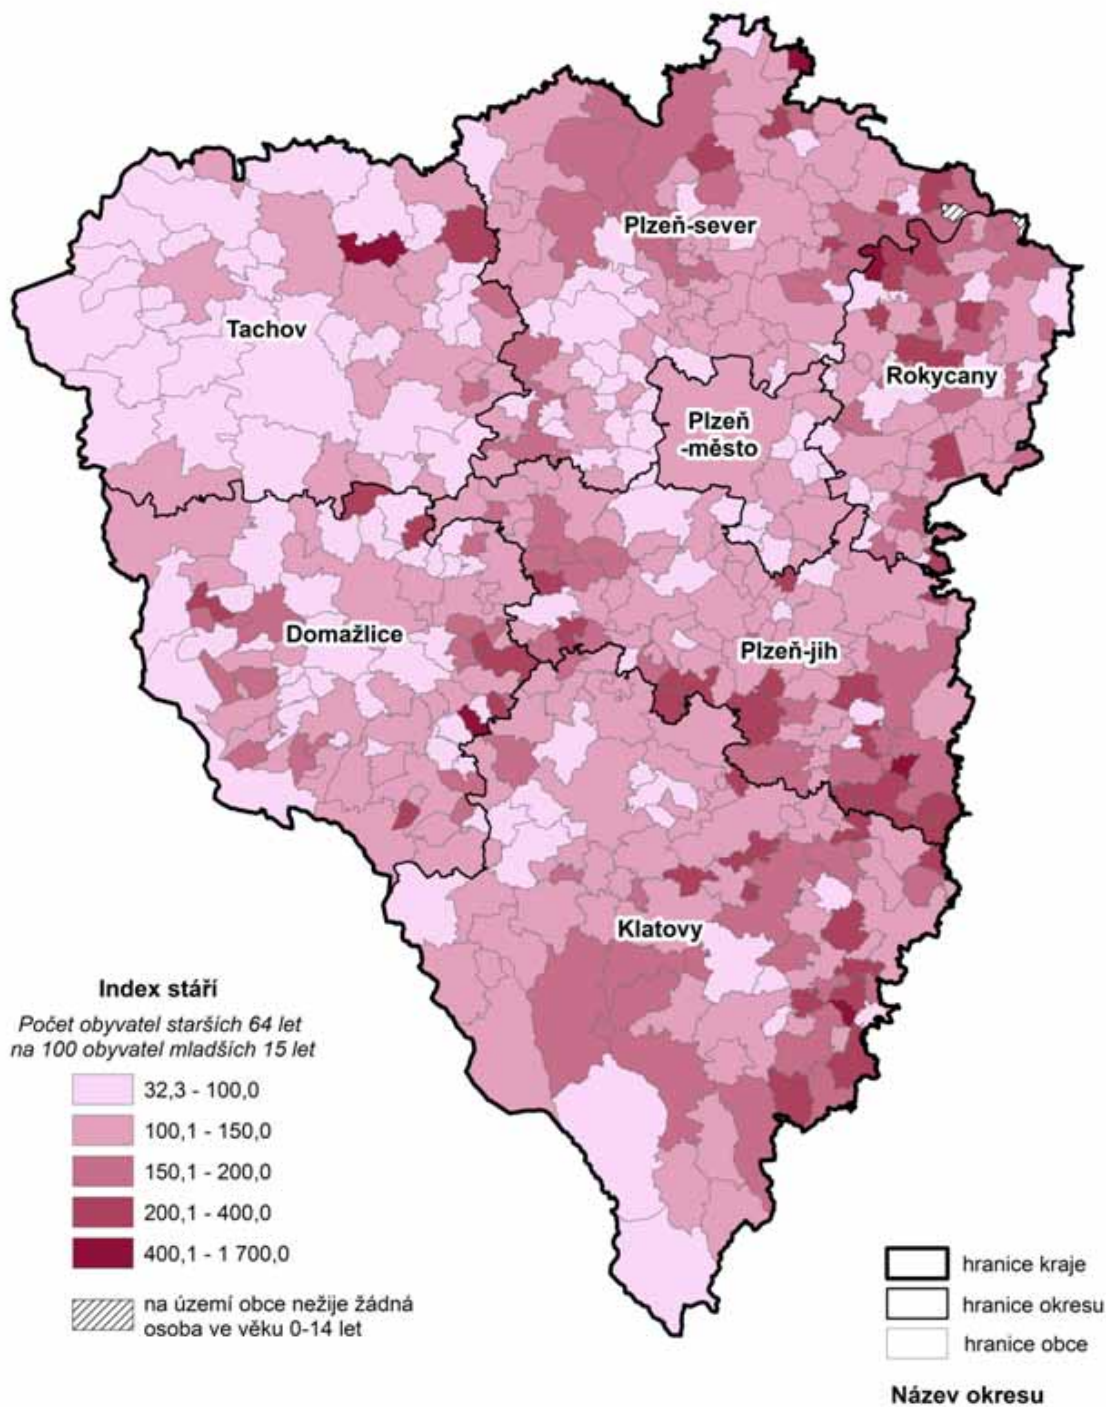 Plzeň-sever
Tachov
Rokycany
Plzeň
-město
Domažlice
Plzeň-jih
Klatovy
Index stáří
Počet obyvatel starších 64 let
na 100 obyvatel mladších 15 let
32,3 - 100,0
100,1 - 150,0
150,1 - 200,0
200,1 - 400,0
400,1 - 1 700,0
na území obce nežije žádná
osoba ve věku 0-14 let
hranice kraje
hranice okresu
hranice obce
Název okresu